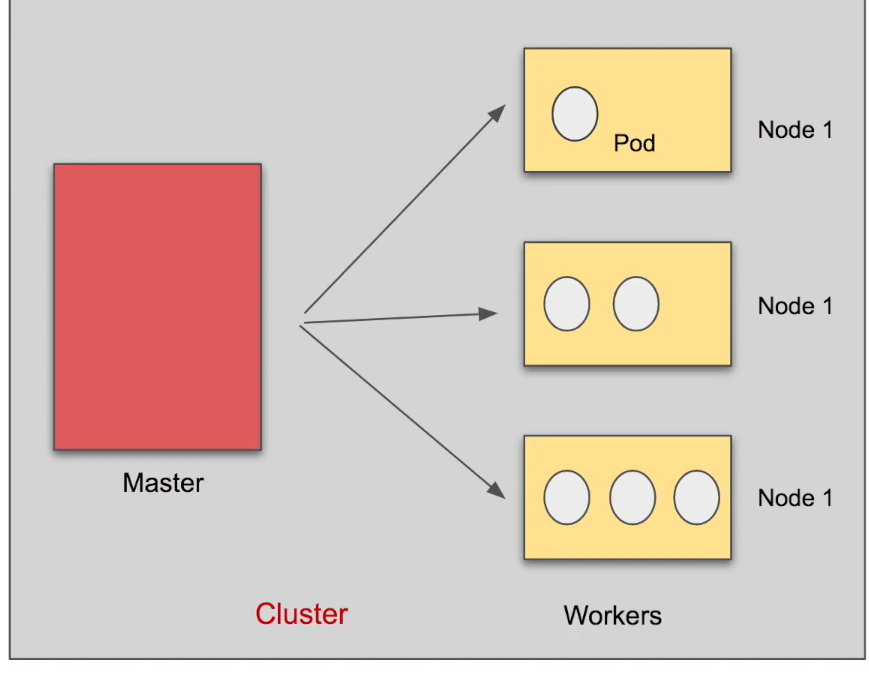 Pod
Node 1
Node 1
Master
Node 1
Cluster
Workers